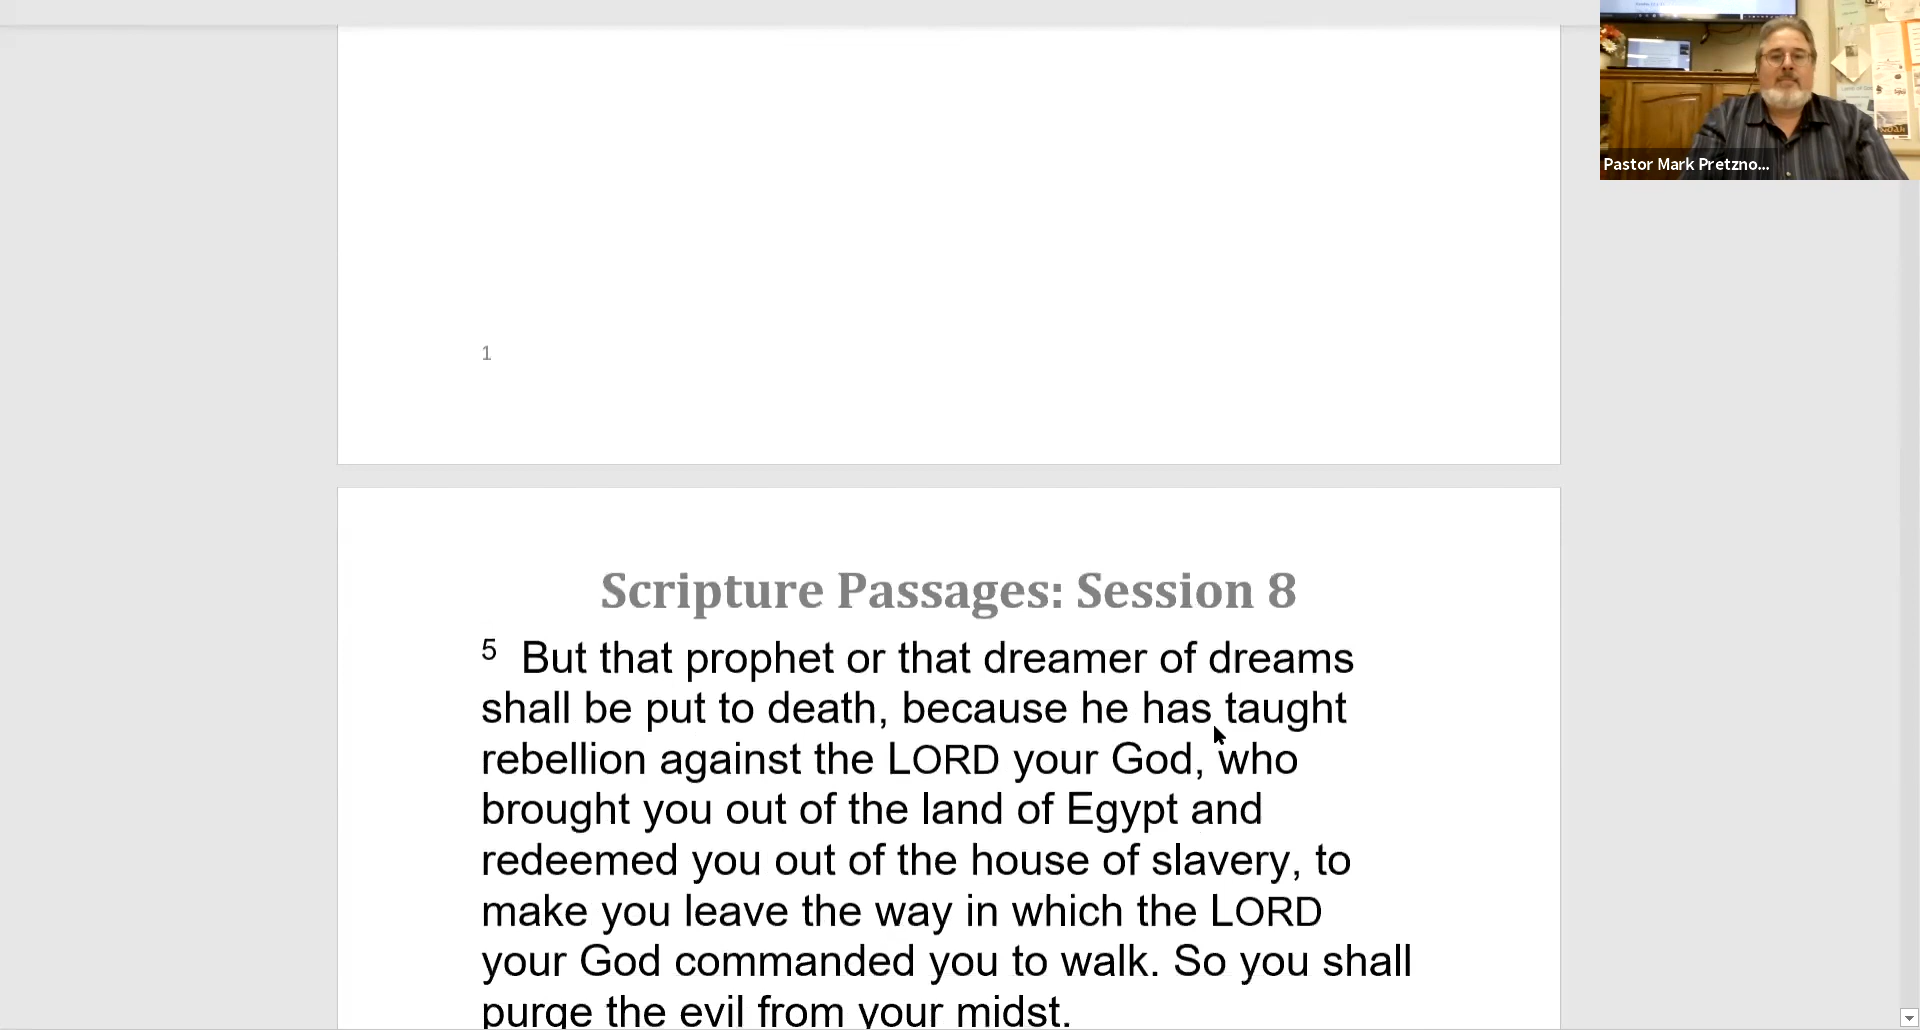 Pastor Mark Pretzno...
1
Scripture Passages: Session 8
5 But that prophet or that dreamer of dreams
shall be put to death, because he has taught
rebellion against the LORD your God, who
brought you out of the land of Egypt and
redeemed you out of the house of slavery, to
make you leave the way in which the LORD
your God commanded you to walk. So you shall
purge the evil from your midst.